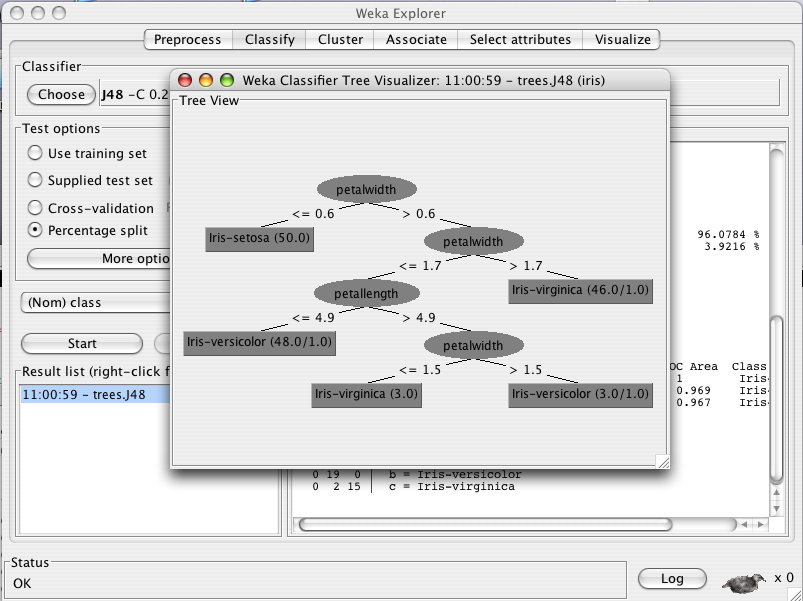 Weka Explorer
Preprocess Classify Cluster Associate Select attributes Visualize
Classifier
Choose J48 -C 0.2
Test options
Use training set
Supplied test set
Cross-validation
Percentage split
More optio
(Nom) class
Start
Result list (right-click f
11:00:59 - trees.J48
Weka Classifier Tree Visualizer: 11:00:59 - trees.J48 (iris)
Tree View
petalwidth
<= 0.6 > 0.6
Iris-setosa (50.0) petalwidth
<= 1.7 > 1.7
petallength Iris-virginica (46.0/1.0)
<= 4.9 > 4.9
Iris-versicolor (48.0/1.0) petalwidth
<= 1.5 > 1.5
Iris-virginica (3.0) Iris-versicolor (3.0/1.0)
96.0784 %
3.9216 %
OC Area Class
1 Iris-
0.969 Iris-
0.967 Iris-
0 19 0 | b = Iris-versicolor
0 2 15 | c = Iris-virginica
Status
OK
Log x 0